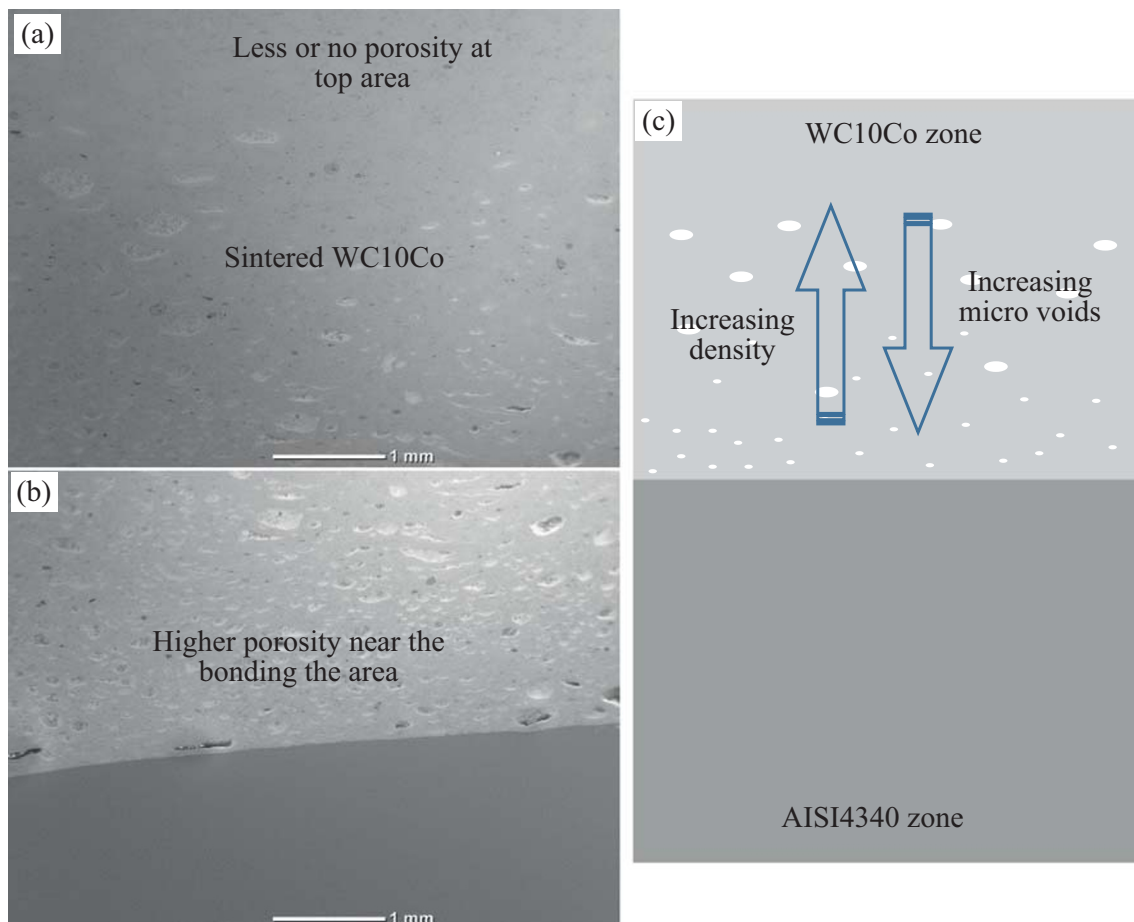 (a)
Less or no porosity at
top area
Sintered WC10Co
1 mm
(b)
Higher porosity near the
bonding the area
1 mm
(c)
WC10Co zone
Increasing
density
Increasing
micro voids
AISI4340 zone